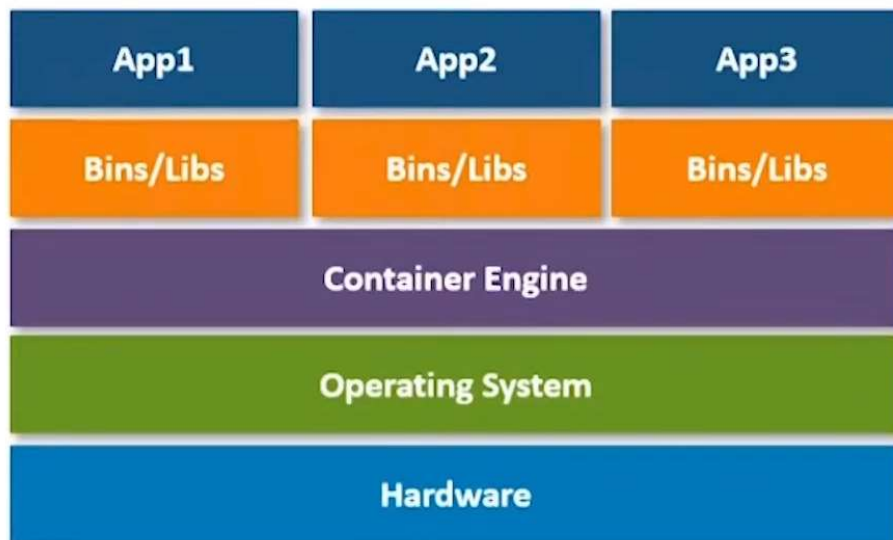 App1 App2 App3
Bins/Libs Bins/Libs Bins/Libs
Container Engine
Operating System
Hardware